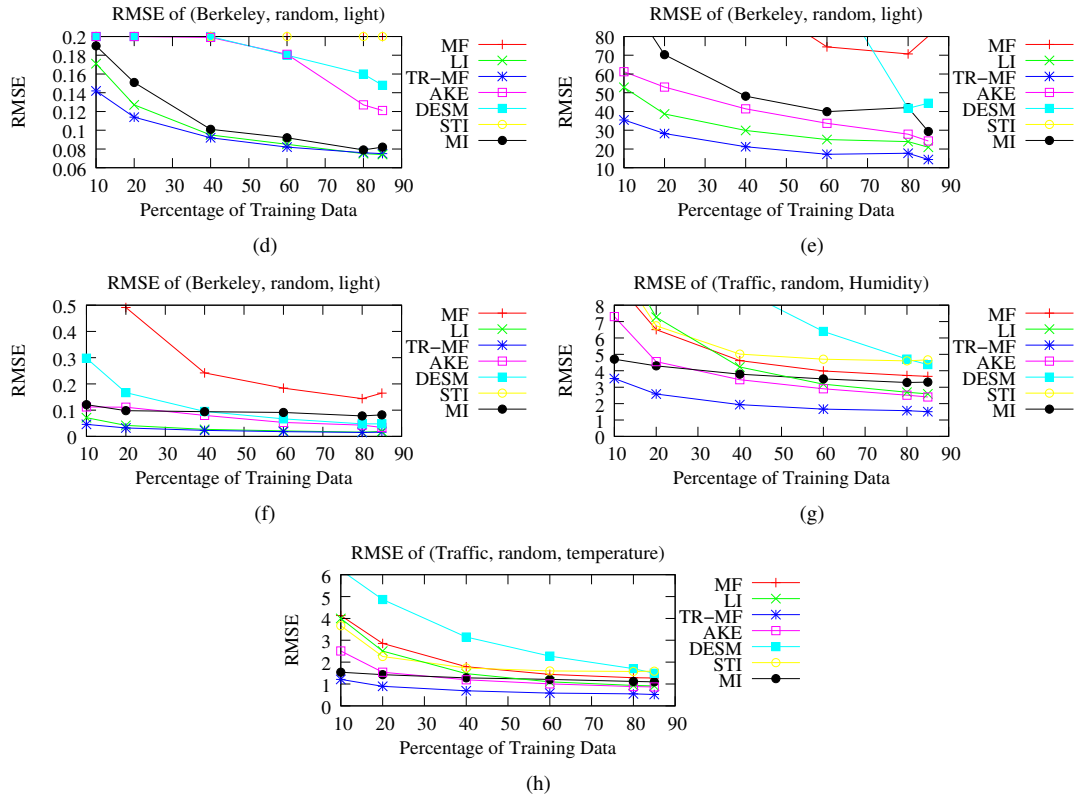 RMSE of (Berkeley, random, light)
RMSE
0.2
0.18
0.16
0.14
0.12
0.1
0.08
0.06
10 20 30 40 50 60 70 80 90
Percentage of Training Data
MF
LI
TR-MF
AKE
DESM
STI
MI
(d)
RMSE of (Berkeley, random, light)
RMSE
80
70
60
50
40
30
20
10
10 20 30 40 50 60 70 80 90
Percentage of Training Data
MF
LI
TR-MF
AKE
DESM
STI
MI
(e)
RMSE of (Berkeley, random, light)
RMSE
0.5
0.4
0.3
0.2
0.1
0
10 20 30 40 50 60 70 80 90
Percentage of Training Data
MF
LI
TR-MF
AKE
DESM
STI
MI
(f)
RMSE of (Traffic, random, Humidity)
RMSE
8
7
6
5
4
3
2
1
0
10 20 30 40 50 60 70 80 90
Percentage of Training Data
MF
LI
TR-MF
AKE
DESM
STI
MI
(g)
RMSE of (Traffic, random, temperature)
RMSE
6
5
4
3
2
1
0
10 20 30 40 50 60 70 80 90
Percentage of Training Data
MF
LI
TR-MF
AKE
DESM
STI
MI
(h)